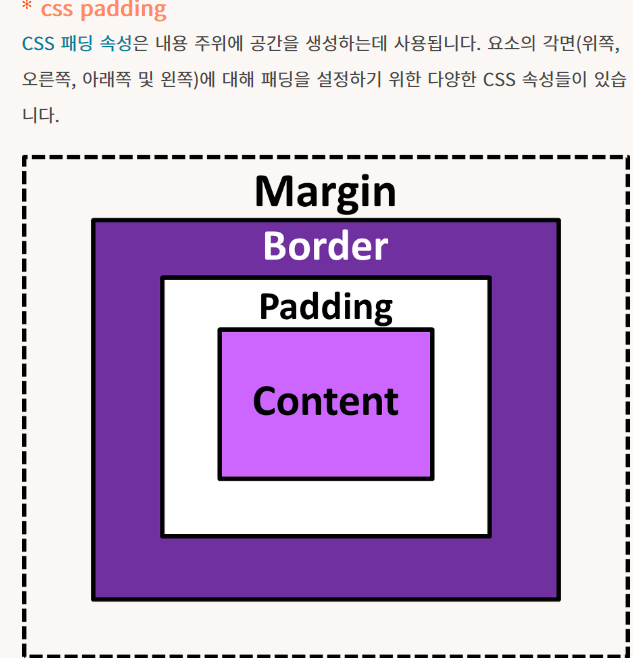 * css padding
CSS 패딩 속성은 내용 주위에 공간을 생성하는데 사용됩니다. 요소의 각면(위쪽,
오른쪽, 아래쪽 및 왼쪽)에 대해 패딩을 설정하기 위한 다양한 CSS 속성들이 있습
니다.
Margin
Border
Padding
Content